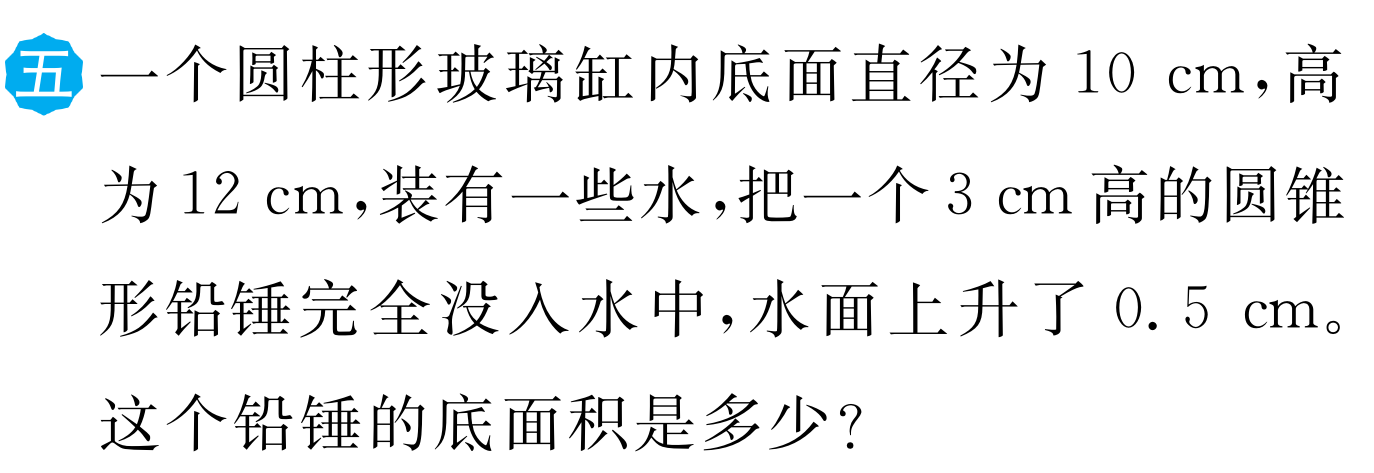 五 一个圆柱形玻璃缸内底面直径为 10 cm,高
为 12 cm,装有一些水,把一个 3 cm 高的圆锥
形铅锤完全没入水中,水面上升了 0.5 cm。
这个铅锤的底面积是多少?